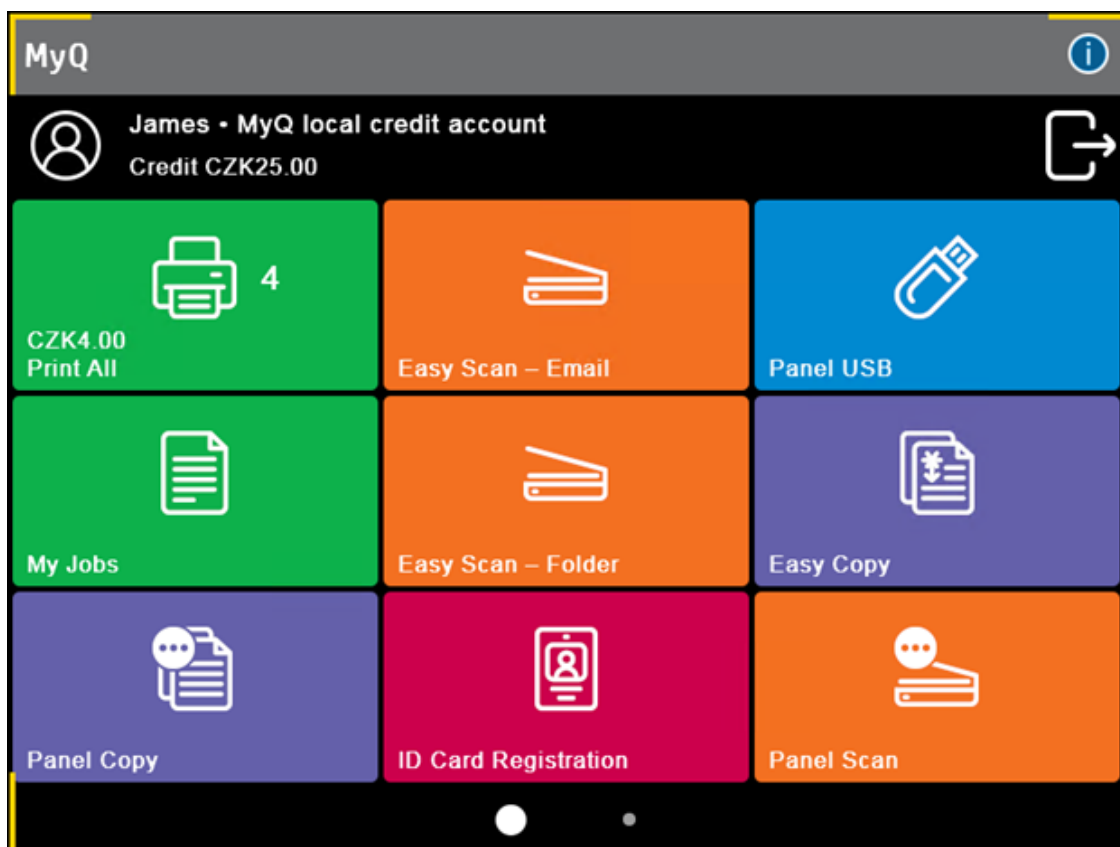 MyQ
James • MyQ local credit account
Credit CZK25.00
4
CZK4.00
Print All
Easy Scan – Email
Panel USB
My Jobs
Easy Scan – Folder
Easy Copy
Panel Copy
ID Card Registration
Panel Scan